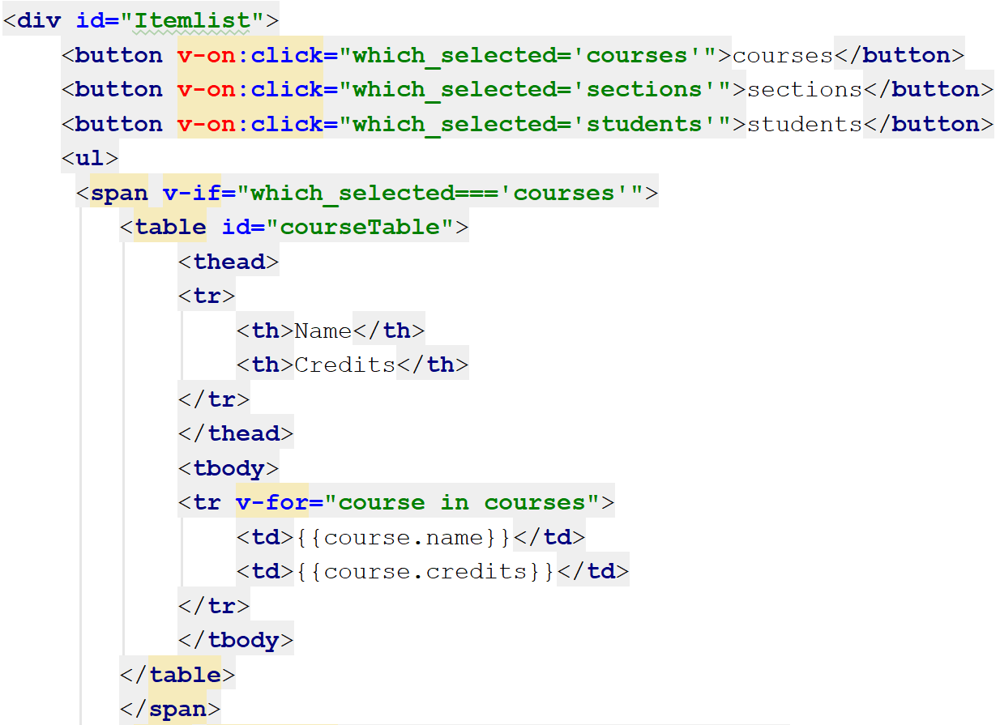 <div id="Itemlist">
<button v-on:click="which_selected='courses'">courses</button>
<button v-on:click="which_selected='sections'">sections</button>
<button v-on:click="which_selected='students'">students</button>
<ul>
<span v-if="which_selected==='courses'">
<table id="courseTable">
<thead>
<tr>
<th>Name</th>
<th>Credits</th>
</tr>
</thead>
<tbody>
<tr v-for="course in courses">
<td>{{course.name}}</td>
<td>{{course.credits}}</td>
</tr>
</tbody>
</table>
</span>